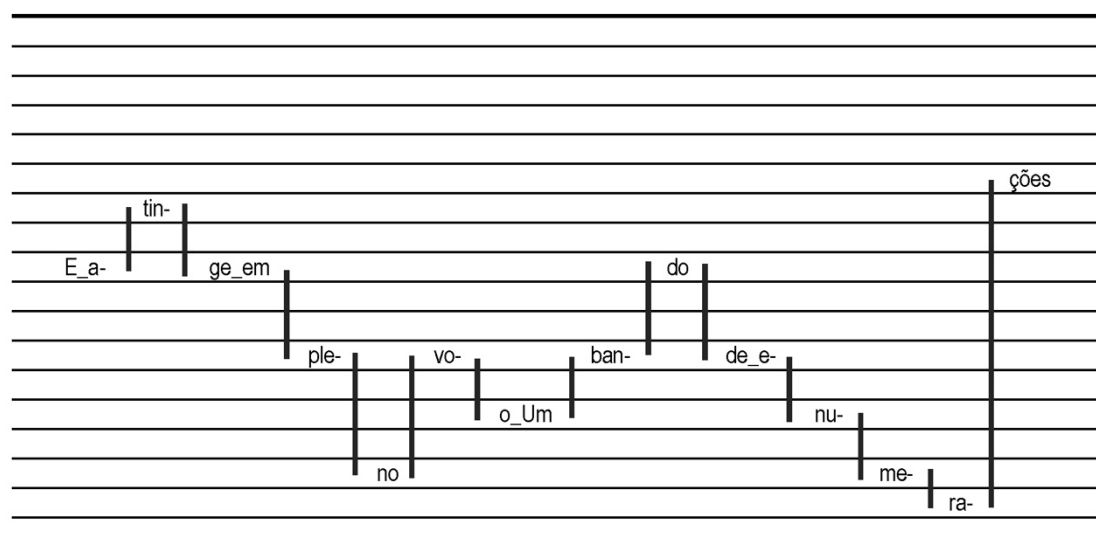 E_a- tin- ge_em ple- no vo- o_Um ban- do de_e- nu- me- ra- ções